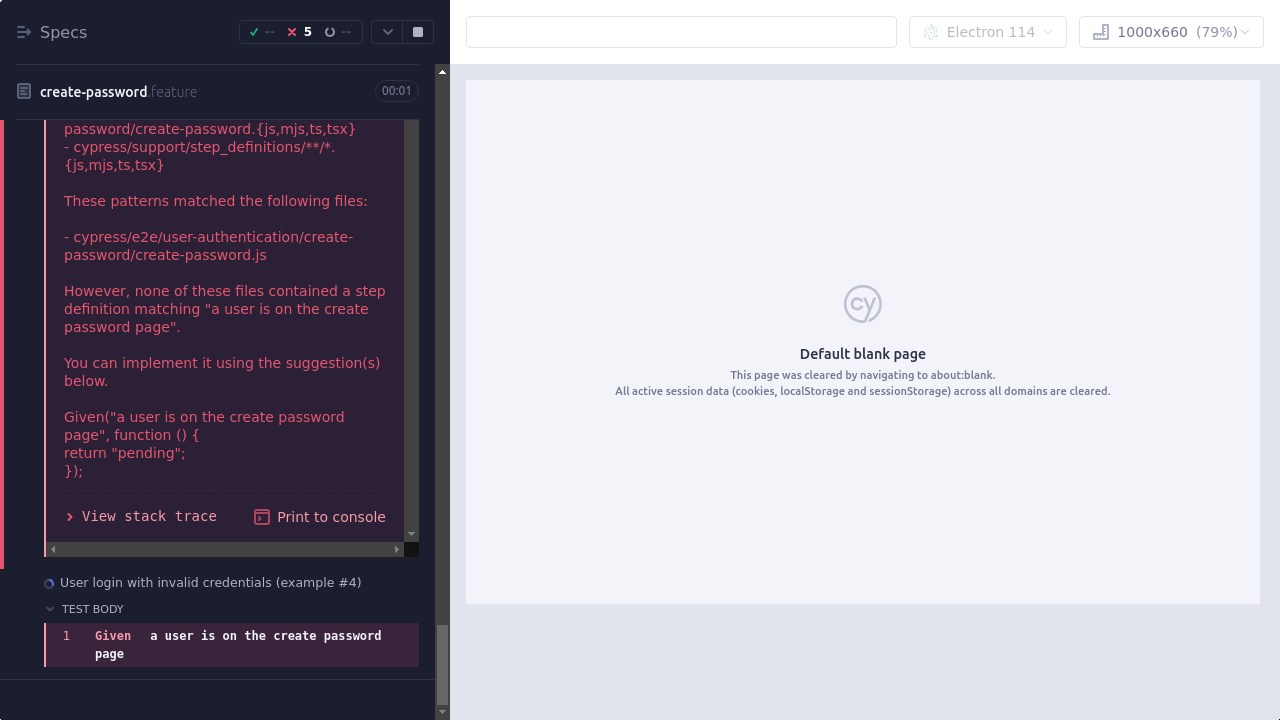 Specs
--
5
--
Electron 114
1000x660 (79%)
create-password.feature
00:01
password/create-password.{js,mjs,ts,tsx}
- cypress/support/step_definitions/**/*.
{js,mjs,ts,tsx}
These patterns matched the following files:
- cypress/e2e/user-authentication/create-
password/create-password.js
However, none of these files contained a step
definition matching "a user is on the create
password page".
You can implement it using the suggestion(s)
below.
Given("a user is on the create password
page", function () {
return "pending";
});
View stack trace
Print to console
User login with invalid credentials (example #4)
TEST BODY
1 Given a user is on the create password
page
cy
Default blank page
This page was cleared by navigating to about:blank.
All active session data (cookies, localStorage and sessionStorage) across all domains are cleared.